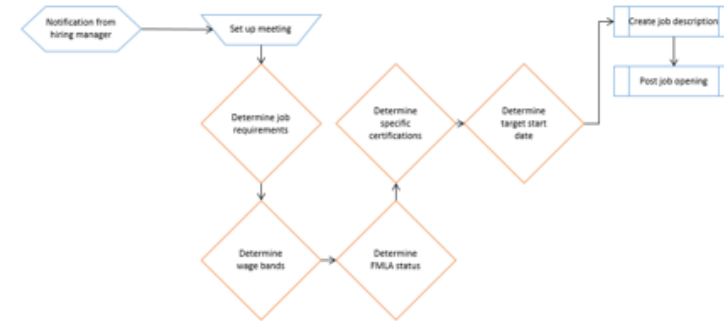 Notification from
hiring manager
Set up meeting
Determine job
requirements
Determine
wage bands
Determine
FMLA status
Determine
specific
certifications
Determine
target start
date
Create job description
Post job opening